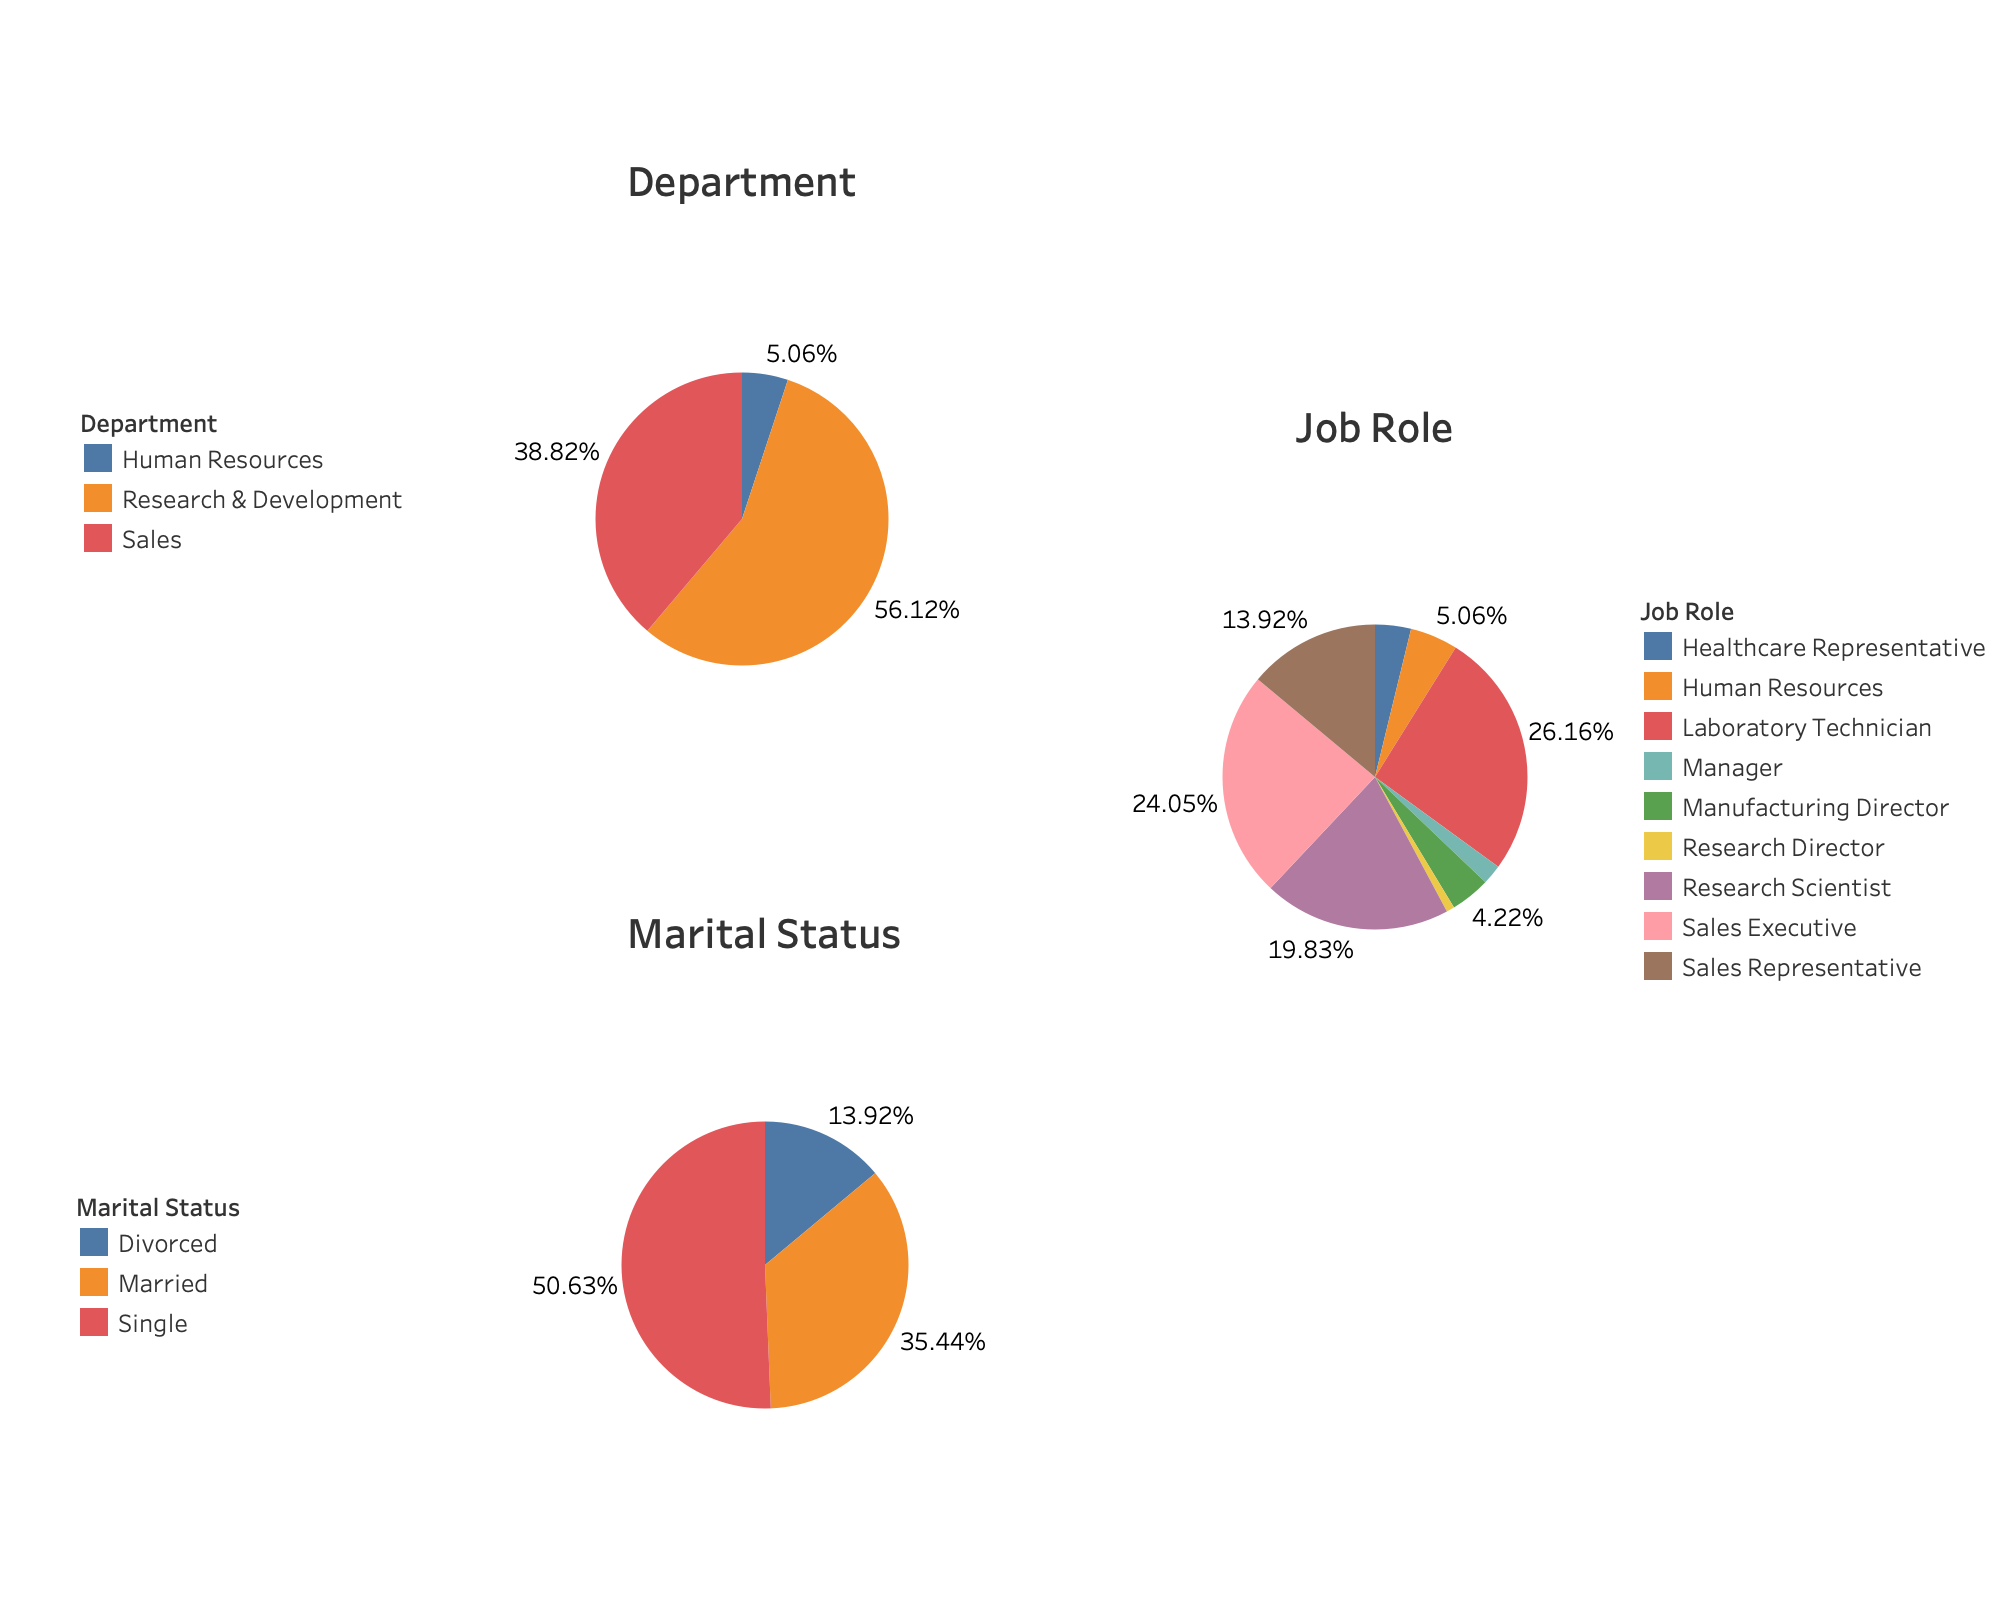 Department
5.06%
38.82%
56.12%
Department
Human Resources
Research & Development
Sales
Job Role
13.92%
5.06%
26.16%
24.05%
4.22%
19.83%
Job Role
Healthcare Representative
Human Resources
Laboratory Technician
Manager
Manufacturing Director
Research Director
Research Scientist
Sales Executive
Sales Representative
Marital Status
13.92%
50.63%
35.44%
Marital Status
Divorced
Married
Single